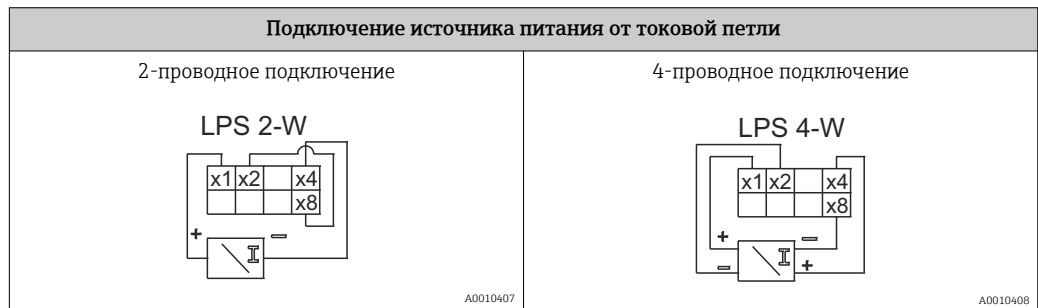 Подключение источника питания от токовой петли
2-проводное подключение
4-проводное подключение
LPS 2-W
x1 x2 x4
x8
+ −
I
A0010407
LPS 4-W
x1 x2 x4
x8
+ −
− I +
A0010408